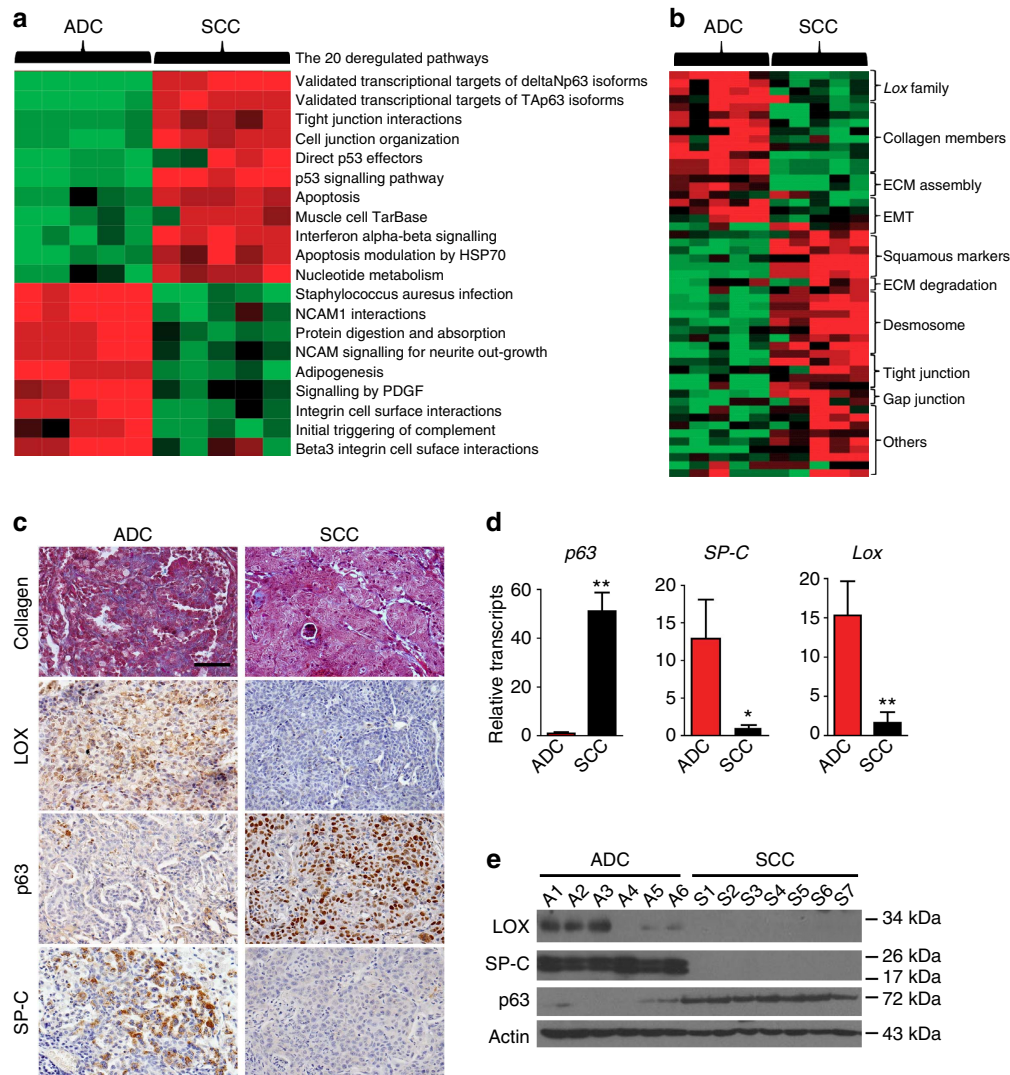 a
ADC SCC
The 20 deregulated pathways
Validated transcriptional targets of deltaNp63 isoforms
Validated transcriptional targets of TAp63 isoforms
Tight junction interactions
Cell junction organization
Direct p53 effectors
p53 signalling pathway
Apoptosis
Muscle cell TarBase
Interferon alpha-beta signalling
Apoptosis modulation by HSP70
Nucleotide metabolism
Staphylococcus auresus infection
NCAM1 interactions
Protein digestion and absorption
NCAM signalling for neurite out-growth
Adipogenesis
Signalling by PDGF
Integrin cell surface interactions
Initial triggering of complement
Beta3 integrin cell suface interactions
b
ADC SCC
Lox family
Collagen members
ECM assembly
EMT
Squamous markers
ECM degradation
Desmosome
Tight junction
Gap junction
Others
c
ADC SCC
Collagen
LOX
p63
SP-C
d
p63 SP-C Lox
Relative transcripts
60
40
20
0
**
ADC SCC
20
15
10
5
0
*
ADC SCC
20
15
10
5
0
**
ADC SCC
e
ADC SCC
A1 A2 A3 A4 A5 A6 S1 S2 S3 S4 S5 S6 S7
LOX – 34 kDa
SP-C – 26 kDa
– 17 kDa
p63 – 72 kDa
Actin – 43 kDa